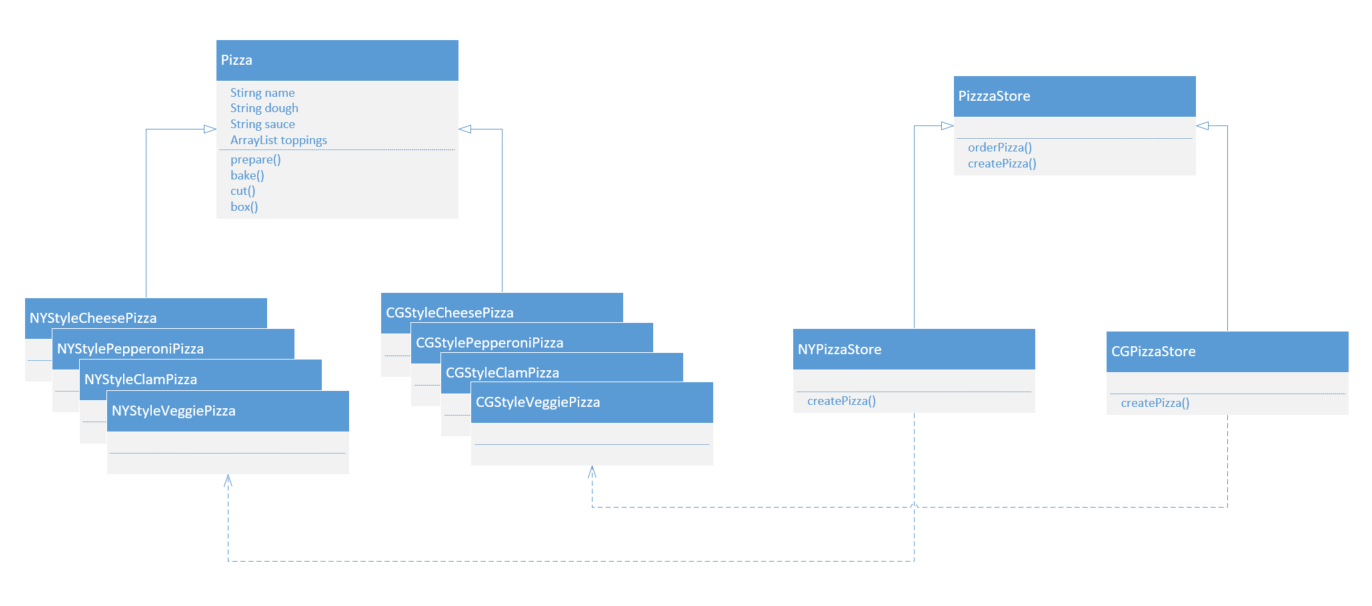 Pizza
Stirng name
String dough
String sauce
ArrayList toppings
prepare()
bake()
cut()
box()
PizzzaStore
orderPizza()
createPizza()
NYStyleCheesePizza
NYStylePepperoniPizza
NYStyleClamPizza
NYStyleVeggiePizza
CGStyleCheesePizza
CGStylePepperoniPizza
CGStyleClamPizza
CGStyleVeggiePizza
NYPizzaStore
createPizza()
CGPizzaStore
createPizza()